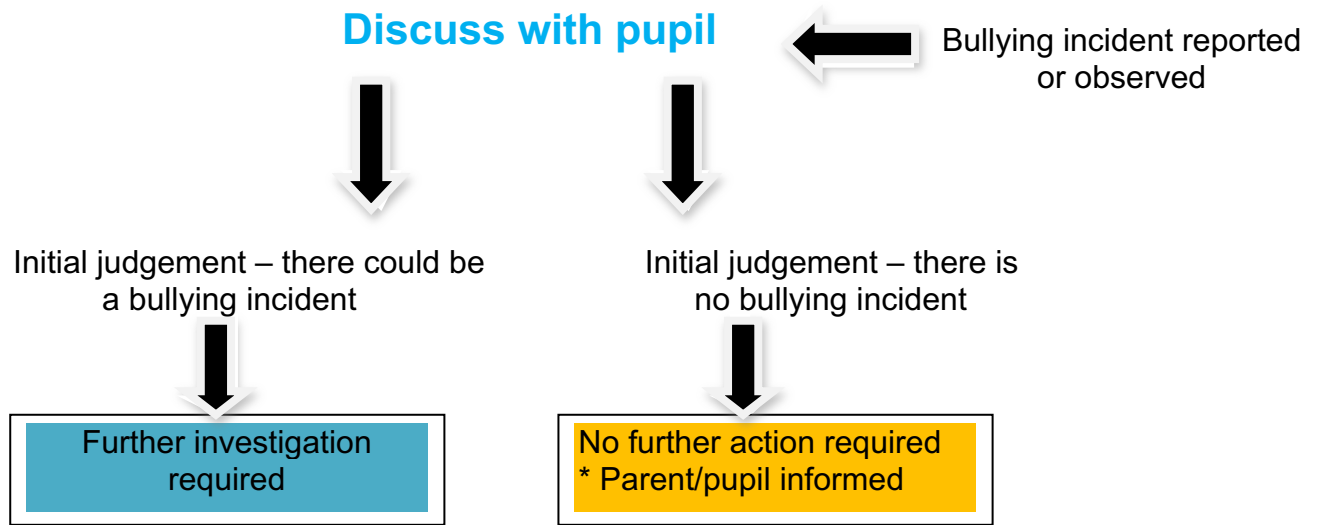 Discuss with pupil
Bullying incident reported
or observed
Initial judgement – there could be
a bullying incident
Initial judgement – there is
no bullying incident
Further investigation
required
No further action required
* Parent/pupil informed